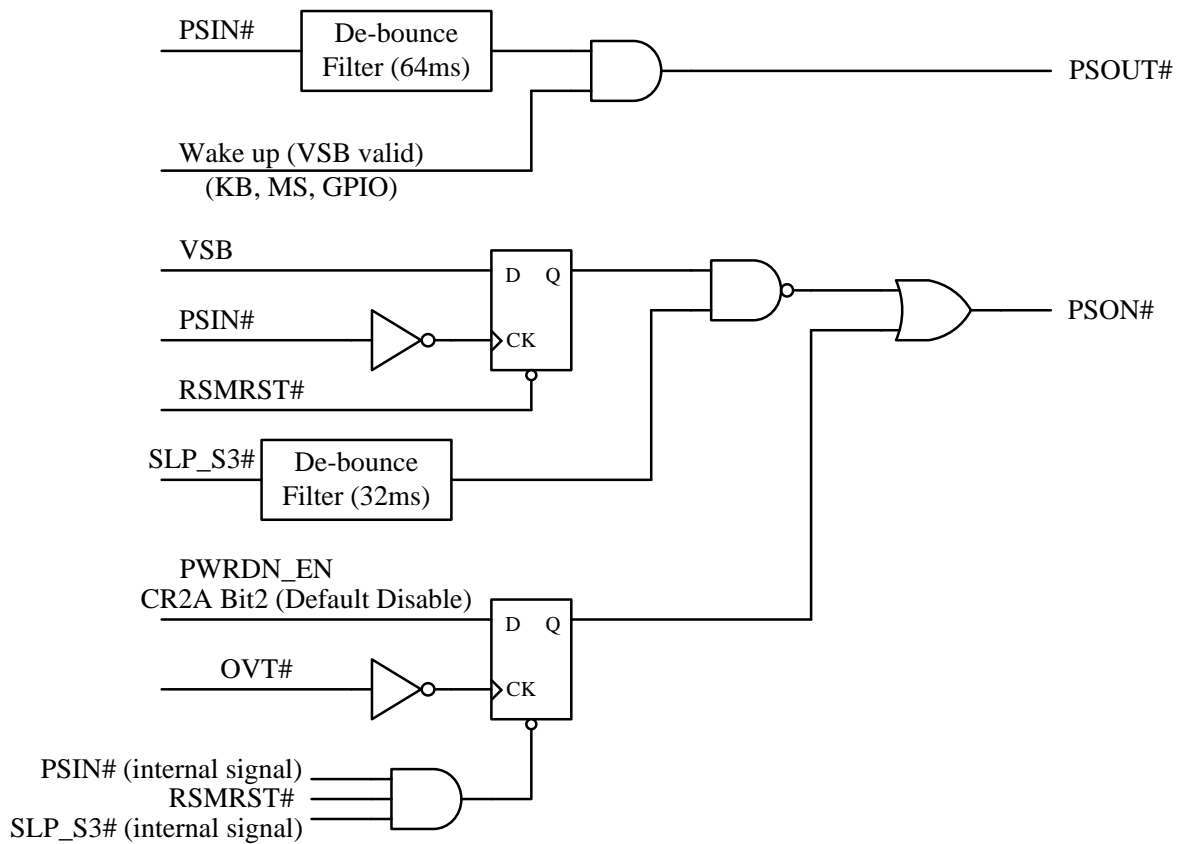 PSIN#
De-bounce
Filter (64ms)
PSOUT#
Wake up (VSB valid)
(KB, MS, GPIO)
VSB
D Q
PSIN#
CK
PSON#
RSMRST#
SLP_S3#
De-bounce
Filter (32ms)
PWRDN_EN
CR2A Bit2 (Default Disable)
D Q
OVT#
CK
PSIN# (internal signal)
RSMRST#
SLP_S3# (internal signal)